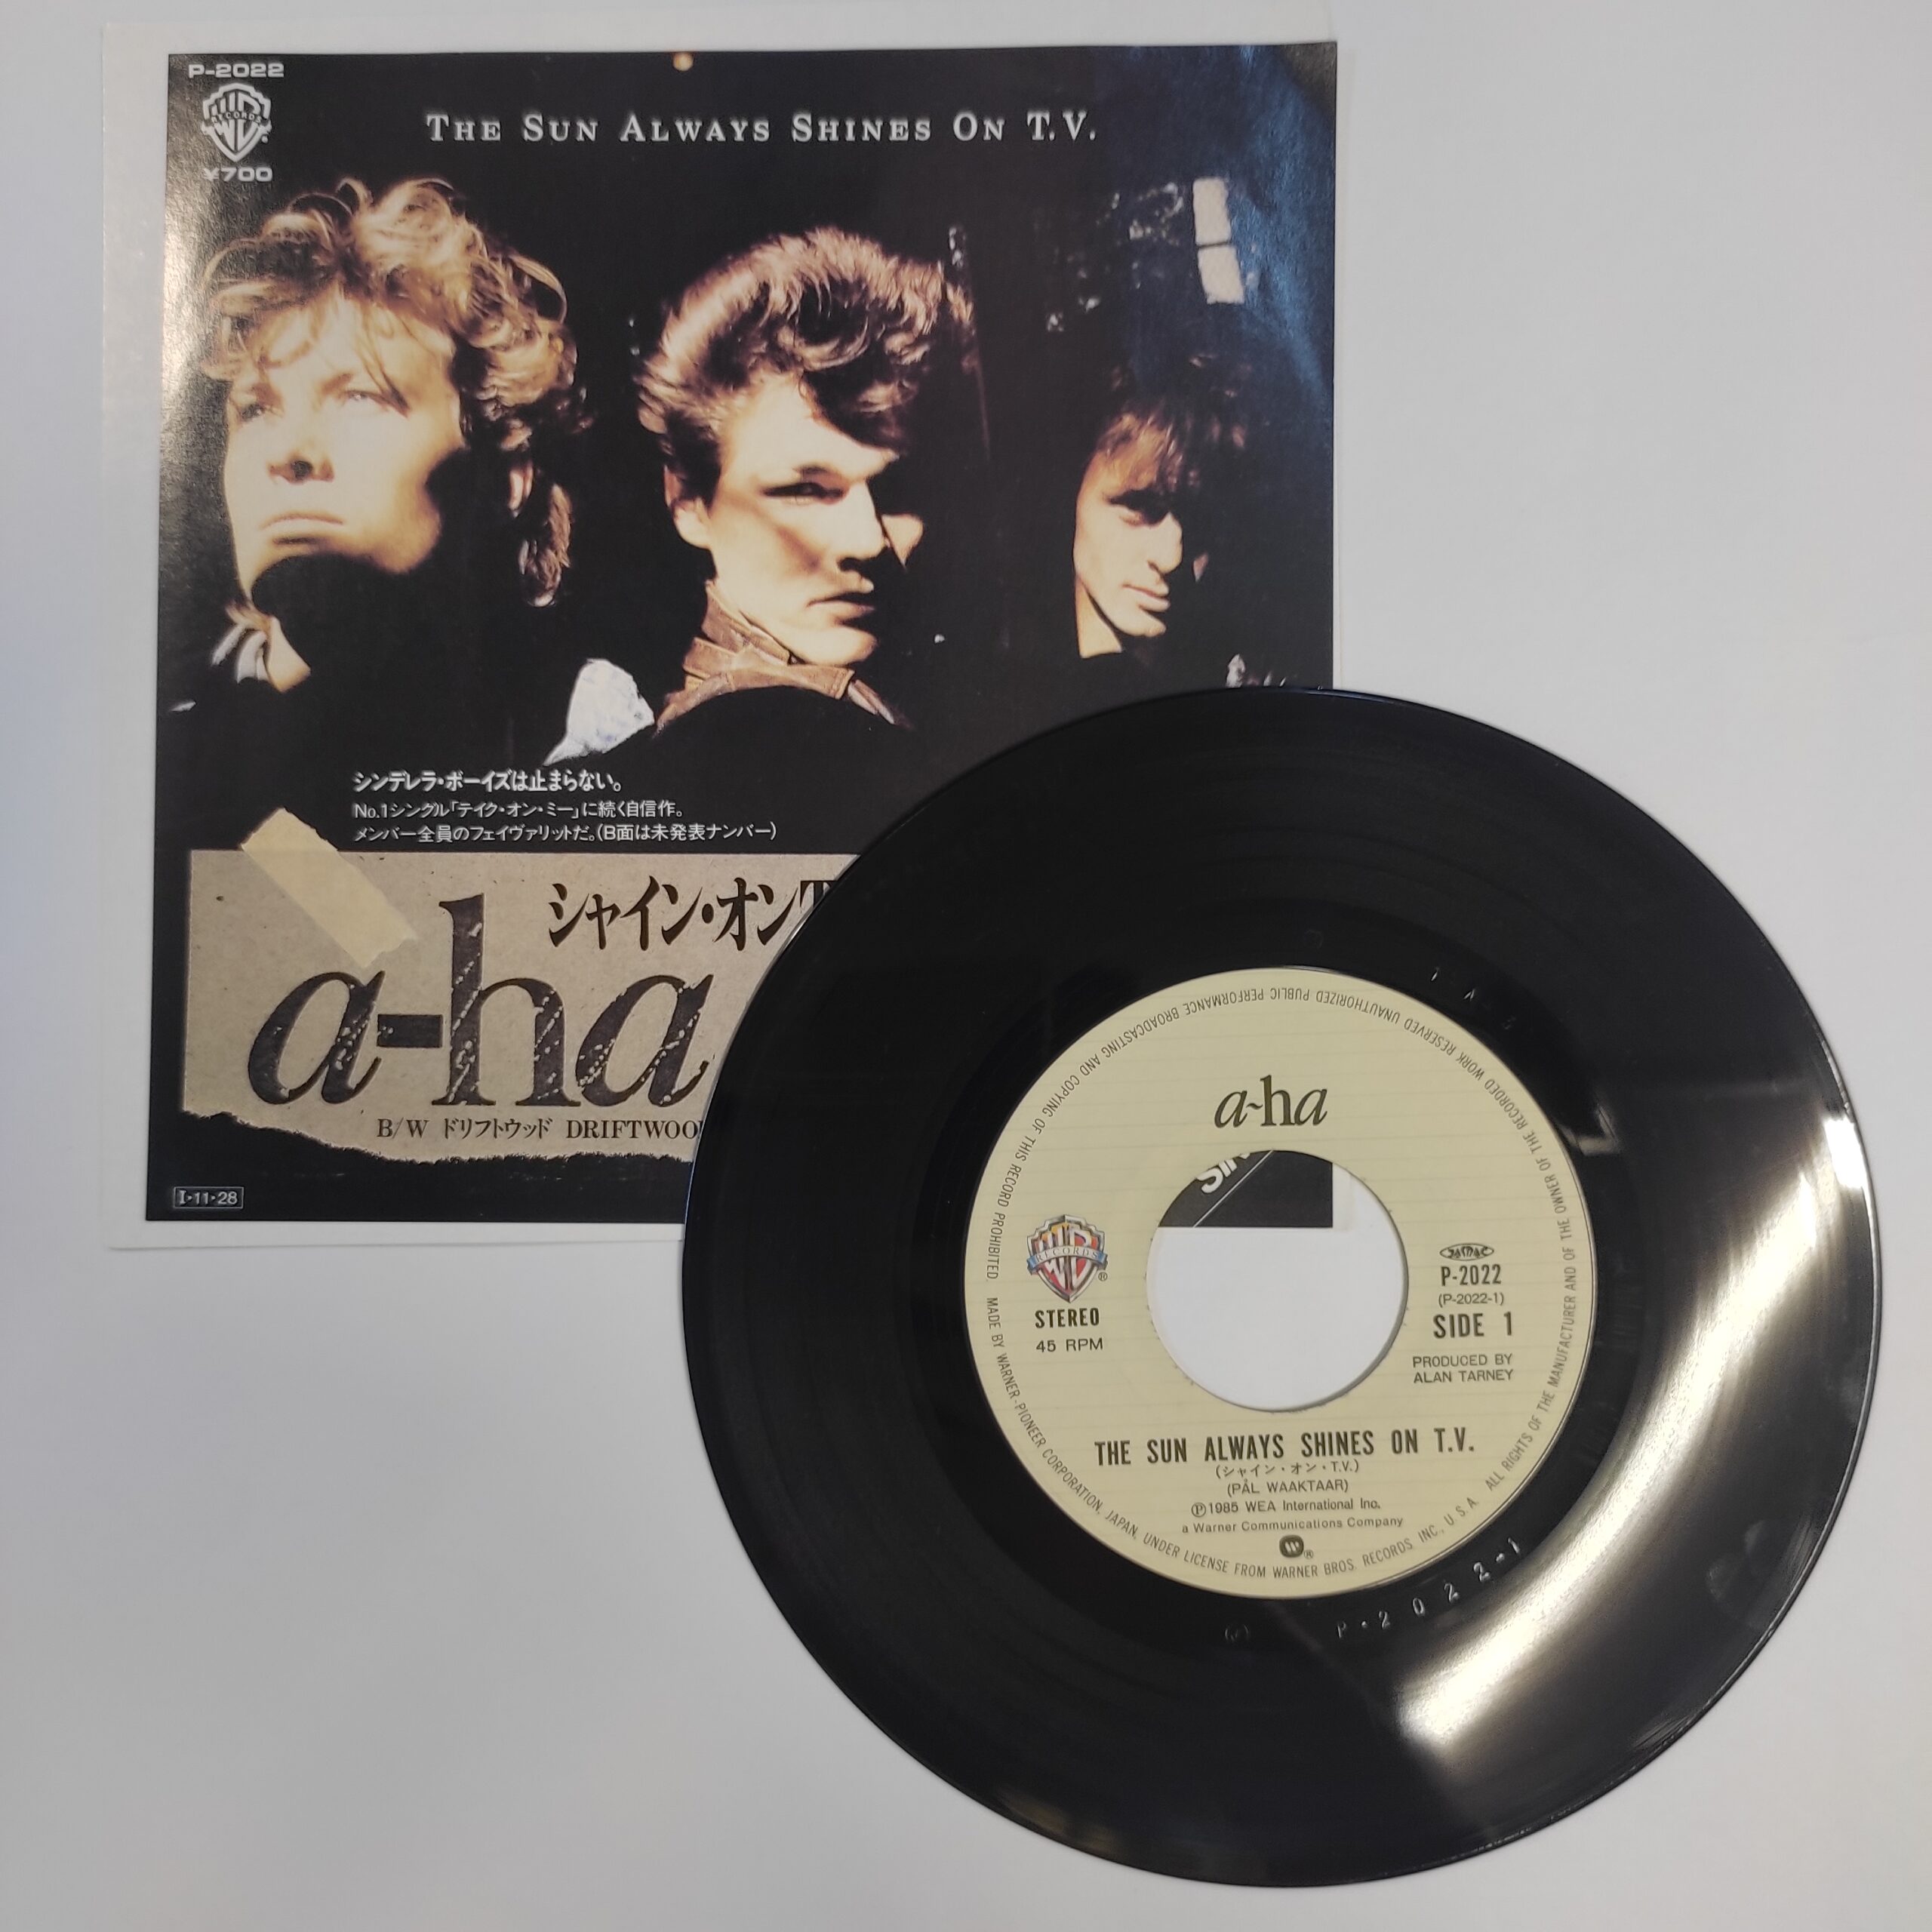 P-2022
RECORDS
¥700
THE SUN ALWAYS SHINES ON T.V.
シンデレラ・ボーイズは止まらない。
No.1シングル「テイク・オン・ミー」に続く自信作。
メンバー全員のフェイヴァリットだ。(B面は未発表ナンバー)
シャイン・オン
a-ha
B/W ドリフトウッド
I・11・28
a-ha
RECORDS
STEREO
45 RPM
P-2022
(P-2022-1)
SIDE 1
PRODUCED BY
ALAN TARNEY
THE SUN ALWAYS SHINES ON T.V.
(シャイン・オン・T.V.)
(PÅL WAAKTAAR)
Ⓟ1985 WEA International Inc.
a Warner Communications Company
MADE BY WARNER-PIONEER CORPORATION, JAPAN, UNDER LICENSE FROM WARNER BROS. RECORDS INC., U.S.A. ALL RIGHTS OF THE MANUFACTURER AND OF THE OWNER OF THE RECORDED WORK RESERVED UNAUTHORIZED PUBLIC PERFORMANCE BROADCASTING AND COPYING OF THIS RECORD PROHIBITED.
P・2022-1